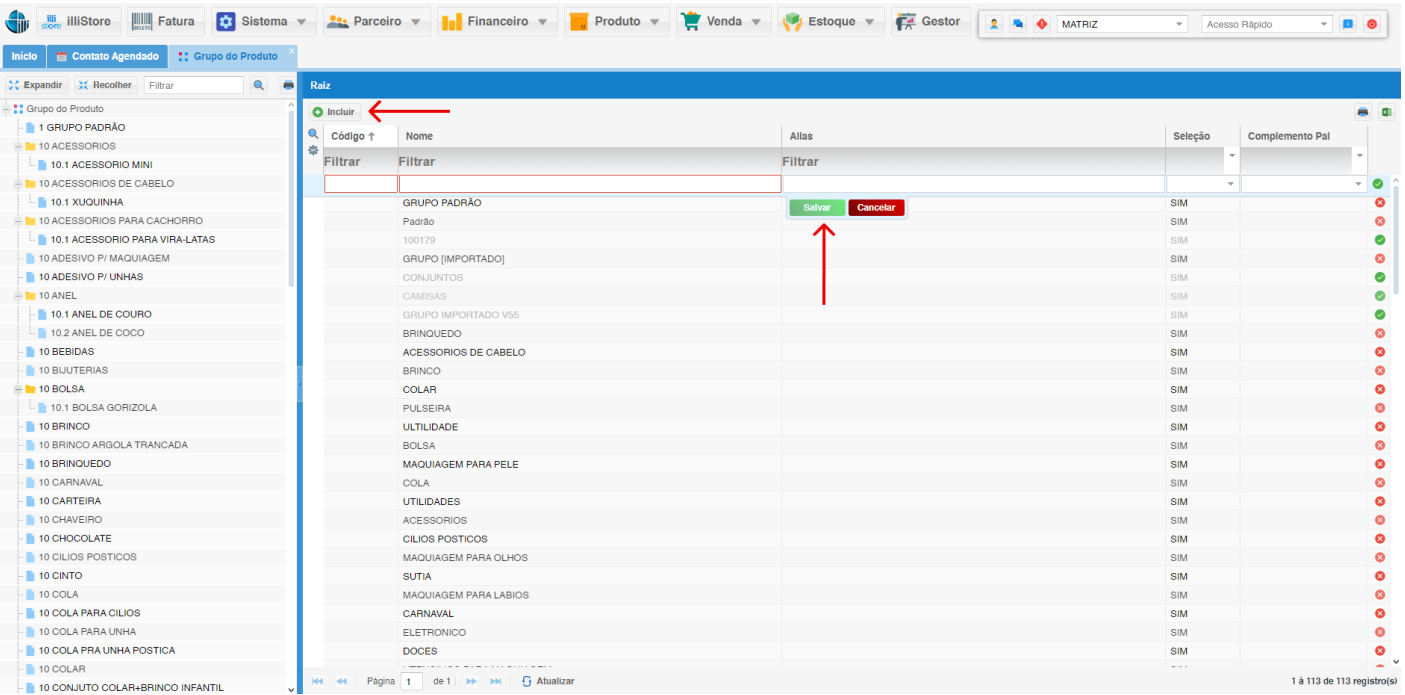 illi store illiStore Fatura Sistema Parceiro Financeiro Produto Venda Estoque Gestor MATRIZ Acesso Rápido
Início Contato Agendado Grupo do Produto
Expandir Recolher Filtrar
Grupo do Produto
1 GRUPO PADRÃO
10 ACESSORIOS
10.1 ACESSORIO MINI
10 ACESSORIOS DE CABELO
10.1 XUQUINHA
10 ACESSORIOS PARA CACHORRO
10.1 ACESSORIO PARA VIRA-LATAS
10 ADESIVO P/ MAQUIAGEM
10 ADESIVO P/ UNHAS
10 ANEL
10.1 ANEL DE COURO
10.2 ANEL DE COCO
10 BEBIDAS
10 BIJUTERIAS
10 BOLSA
10.1 BOLSA GORIZOLA
10 BRINCO
10 BRINCO ARGOLA TRANCADA
10 BRINQUEDO
10 CARNAVAL
10 CARTEIRA
10 CHAVEIRO
10 CHOCOLATE
10 CILIOS POSTICOS
10 CINTO
10 COLA
10 COLA PARA CILIOS
10 COLA PARA UNHA
10 COLA PRA UNHA POSTICA
10 COLAR
10 CONJUTO COLAR+BRINCO INFANTIL
Raiz
Incluir
Código Nome Alias Seleção Complemento Pai
Filtrar Filtrar Filtrar
GRUPO PADRÃO SIM
Salvar Cancelar
Padrão SIM
100179 SIM
GRUPO [IMPORTADO] SIM
CONJUNTOS SIM
CAMISAS SIM
GRUPO IMPORTADO V55 SIM
BRINQUEDO SIM
ACESSORIOS DE CABELO SIM
BRINCO SIM
COLAR SIM
PULSEIRA SIM
ULTILIDADE SIM
BOLSA SIM
MAQUIAGEM PARA PELE SIM
COLA SIM
UTILIDADES SIM
ACESSORIOS SIM
CILIOS POSTICOS SIM
MAQUIAGEM PARA OLHOS SIM
SUTIA SIM
MAQUIAGEM PARA LABIOS SIM
CARNAVAL SIM
ELETRONICO SIM
DOCES SIM
Página 1 de 1 Atualizar 1 à 113 de 113 registro(s)